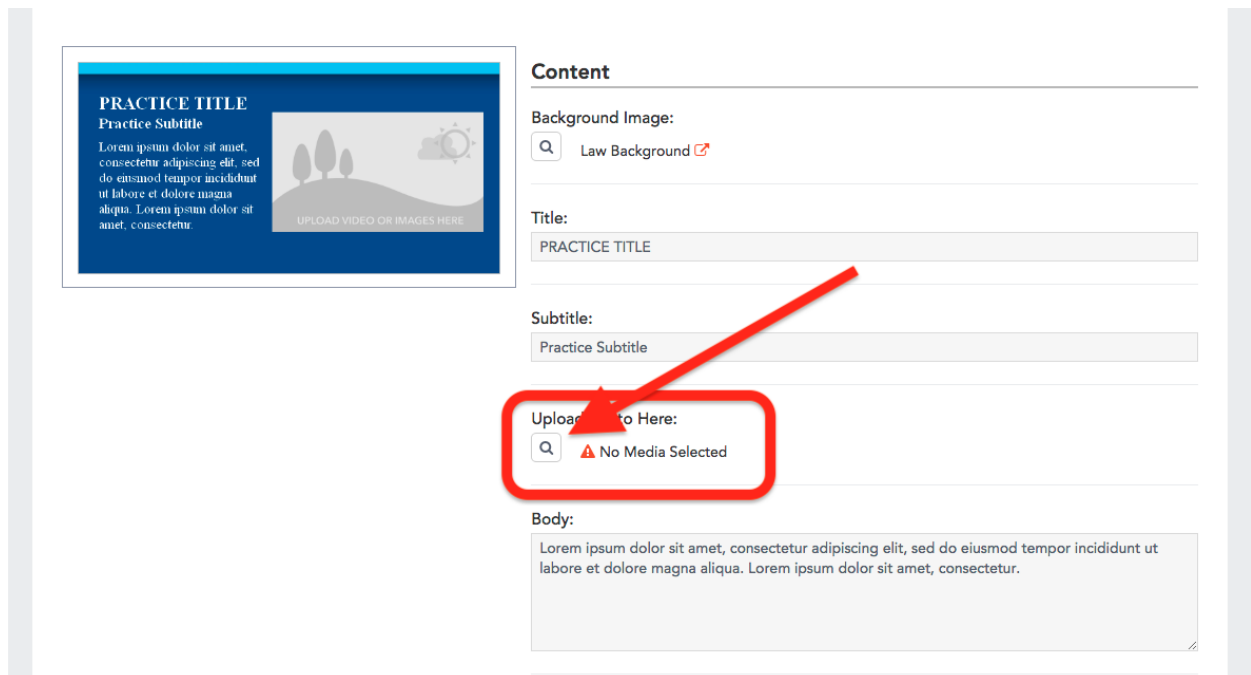 PRACTICE TITLE
Practice Subtitle
Lorem ipsum dolor sit amet,
consectetur adipiscing elit, sed
do eiusmod tempor incididunt
ut labore et dolore magna
aliqua. Lorem ipsum dolor sit
amet, consectetur.
UPLOAD VIDEO OR IMAGES HERE
Content
Background Image:
Law Background
Title:
PRACTICE TITLE
Subtitle:
Practice Subtitle
to Here:
No Media Selected
Body:
Lorem ipsum dolor sit amet, consectetur adipiscing elit, sed do eiusmod tempor incididunt ut
labore et dolore magna aliqua. Lorem ipsum dolor sit amet, consectetur.